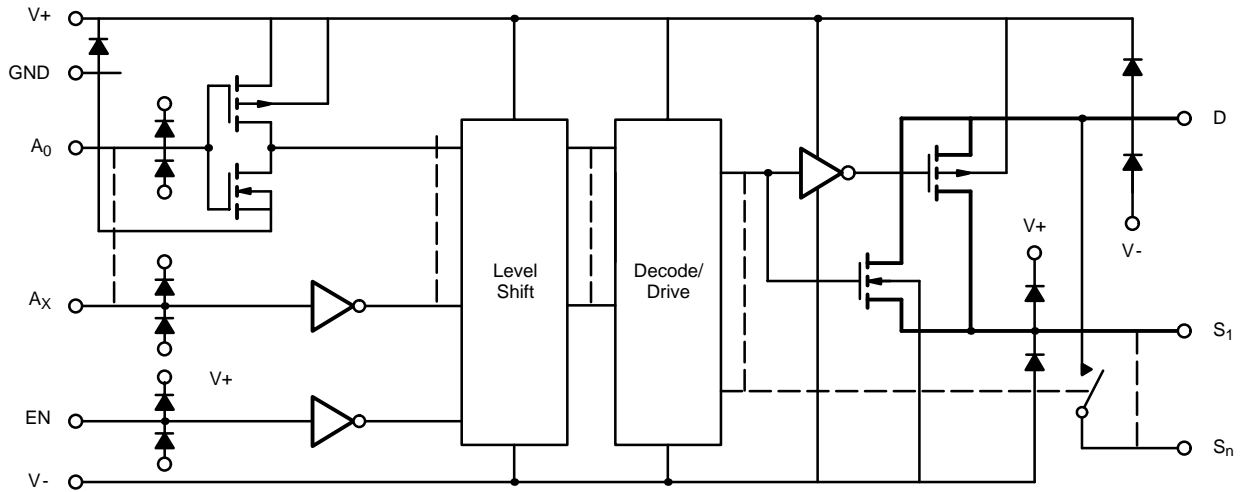 V+
GND
A0
AX
V+
EN
V-
Level
Shift
Decode/
Drive
D
V-
V+
S1
Sn